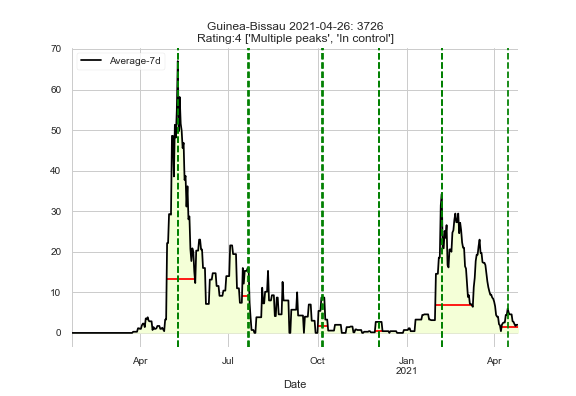 Guinea-Bissau 2021-04-26: 3726
Rating:4 ['Multiple peaks', 'In control']
70
Average-7d
60
50
40
30
20
10
0
Apr
Jul
Oct
Jan
2021
Apr
Date